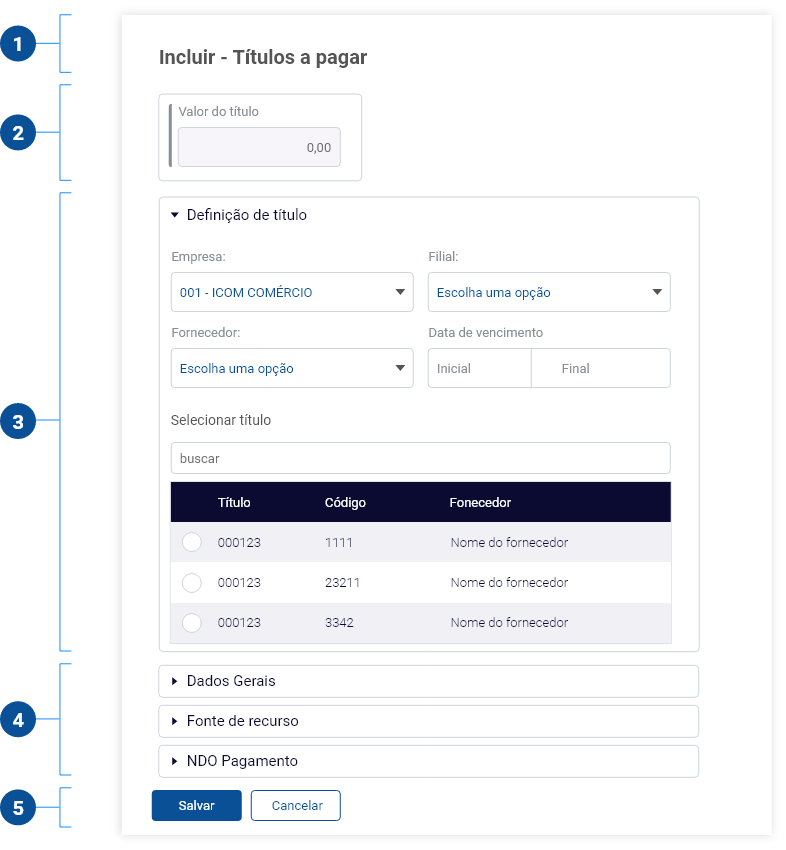 1
Incluir - Títulos a pagar
2
Valor do título
0,00
3
Definição de título
Empresa: Filial:
001 - ICOM COMÉRCIO Escolha uma opção
Fornecedor: Data de vencimento
Escolha uma opção Inicial Final
Selecionar título
buscar
Título Código Fonecedor
000123 1111 Nome do fornecedor
000123 23211 Nome do fornecedor
000123 3342 Nome do fornecedor
4
Dados Gerais
Fonte de recurso
NDO Pagamento
5
Salvar Cancelar